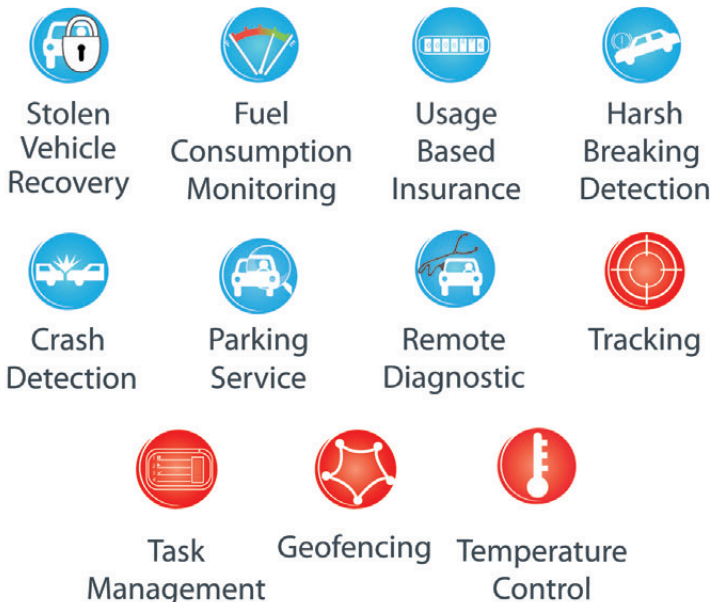 Stolen
Vehicle
Recovery
Fuel
Consumption
Monitoring
Usage
Based
Insurance
Harsh
Breaking
Detection
Crash
Detection
Parking
Service
Remote
Diagnostic
Tracking
Task
Management
Geofencing
Temperature
Control